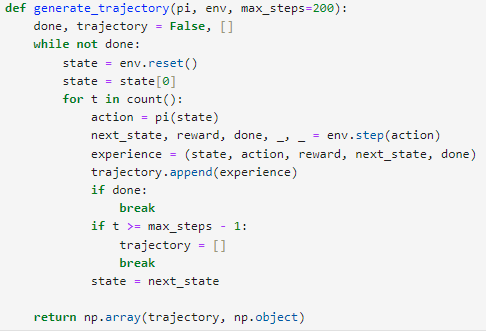 def generate_trajectory(pi, env, max_steps=200):
    done, trajectory = False, []
    while not done:
        state = env.reset()
        state = state[0]
        for t in count():
            action = pi(state)
            next_state, reward, done, _, _ = env.step(action)
            experience = (state, action, reward, next_state, done)
            trajectory.append(experience)
            if done:
                break
            if t >= max_steps - 1:
                trajectory = []
                break
            state = next_state

    return np.array(trajectory, np.object)